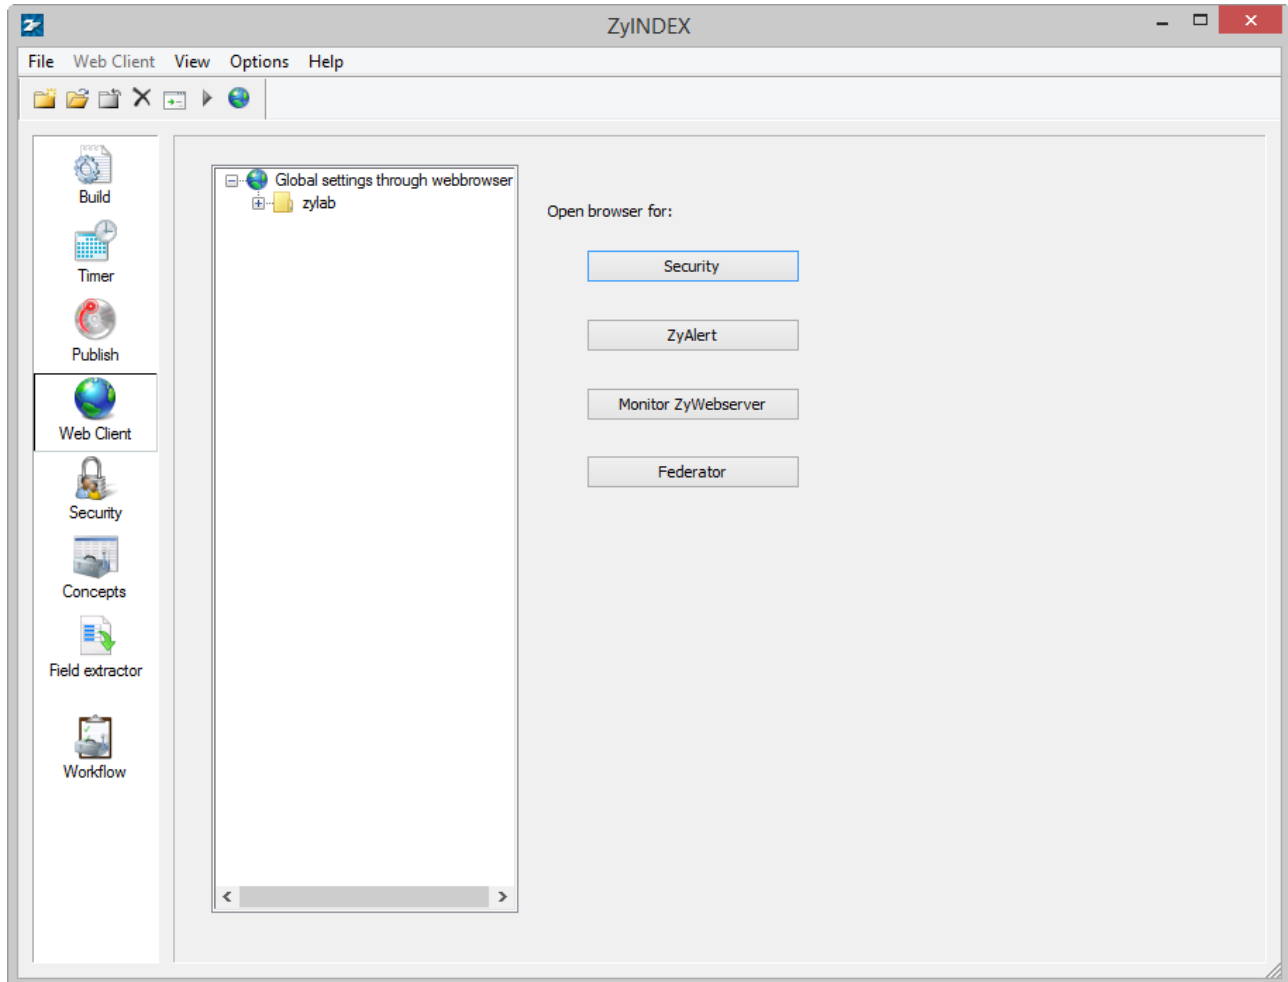 ZyINDEX
File Web Client View Options Help
Build
Timer
Publish
Web Client
Security
Concepts
Field extractor
Workflow
Global settings through webbrowser
zylab
Open browser for:
Security
ZyAlert
Monitor ZyWebserver
Federator